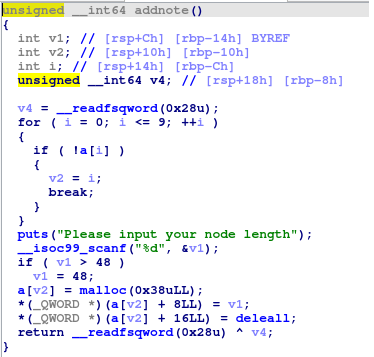 unsigned __int64 addnote()
{
  int v1; // [rsp+Ch] [rbp-14h] BYREF
  int v2; // [rsp+10h] [rbp-10h]
  int i; // [rsp+14h] [rbp-Ch]
  unsigned __int64 v4; // [rsp+18h] [rbp-8h]

  v4 = __readfsqword(0x28u);
  for ( i = 0; i <= 9; ++i )
  {
    if ( !a[i] )
    {
      v2 = i;
      break;
    }
  }
  puts("Please input your node length");
  __isoc99_scanf("%d", &v1);
  if ( v1 > 48 )
    v1 = 48;
  a[v2] = malloc(0x38uLL);
  *(_QWORD *)(a[v2] + 8LL) = v1;
  *(_QWORD *)(a[v2] + 16LL) = deleall;
  return __readfsqword(0x28u) ^ v4;
}